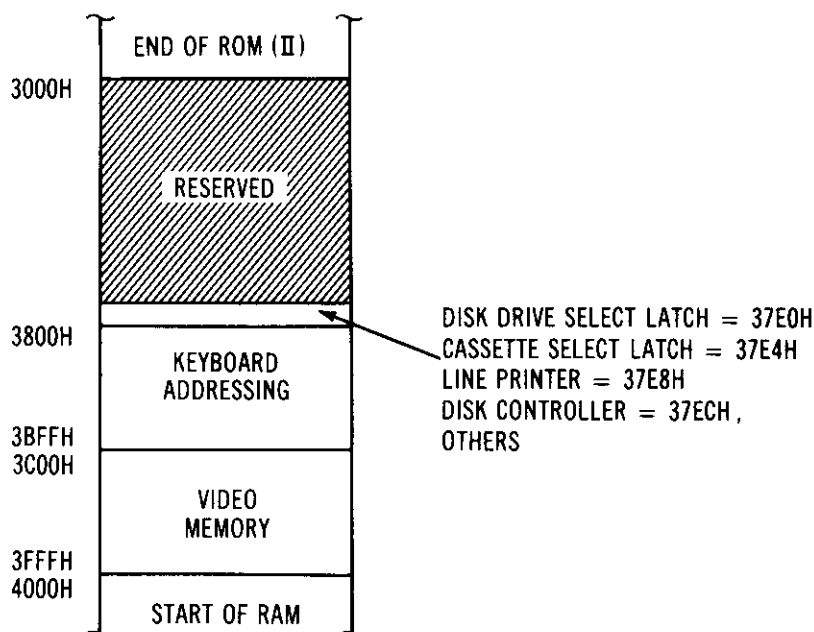 END OF ROM (II)
3000H
RESERVED
3800H
KEYBOARD
ADDRESSING
DISK DRIVE SELECT LATCH = 37E0H
CASSETTE SELECT LATCH = 37E4H
LINE PRINTER = 37E8H
DISK CONTROLLER = 37ECH,
OTHERS
3BFFH
3C00H
VIDEO
MEMORY
3FFFH
4000H
START OF RAM